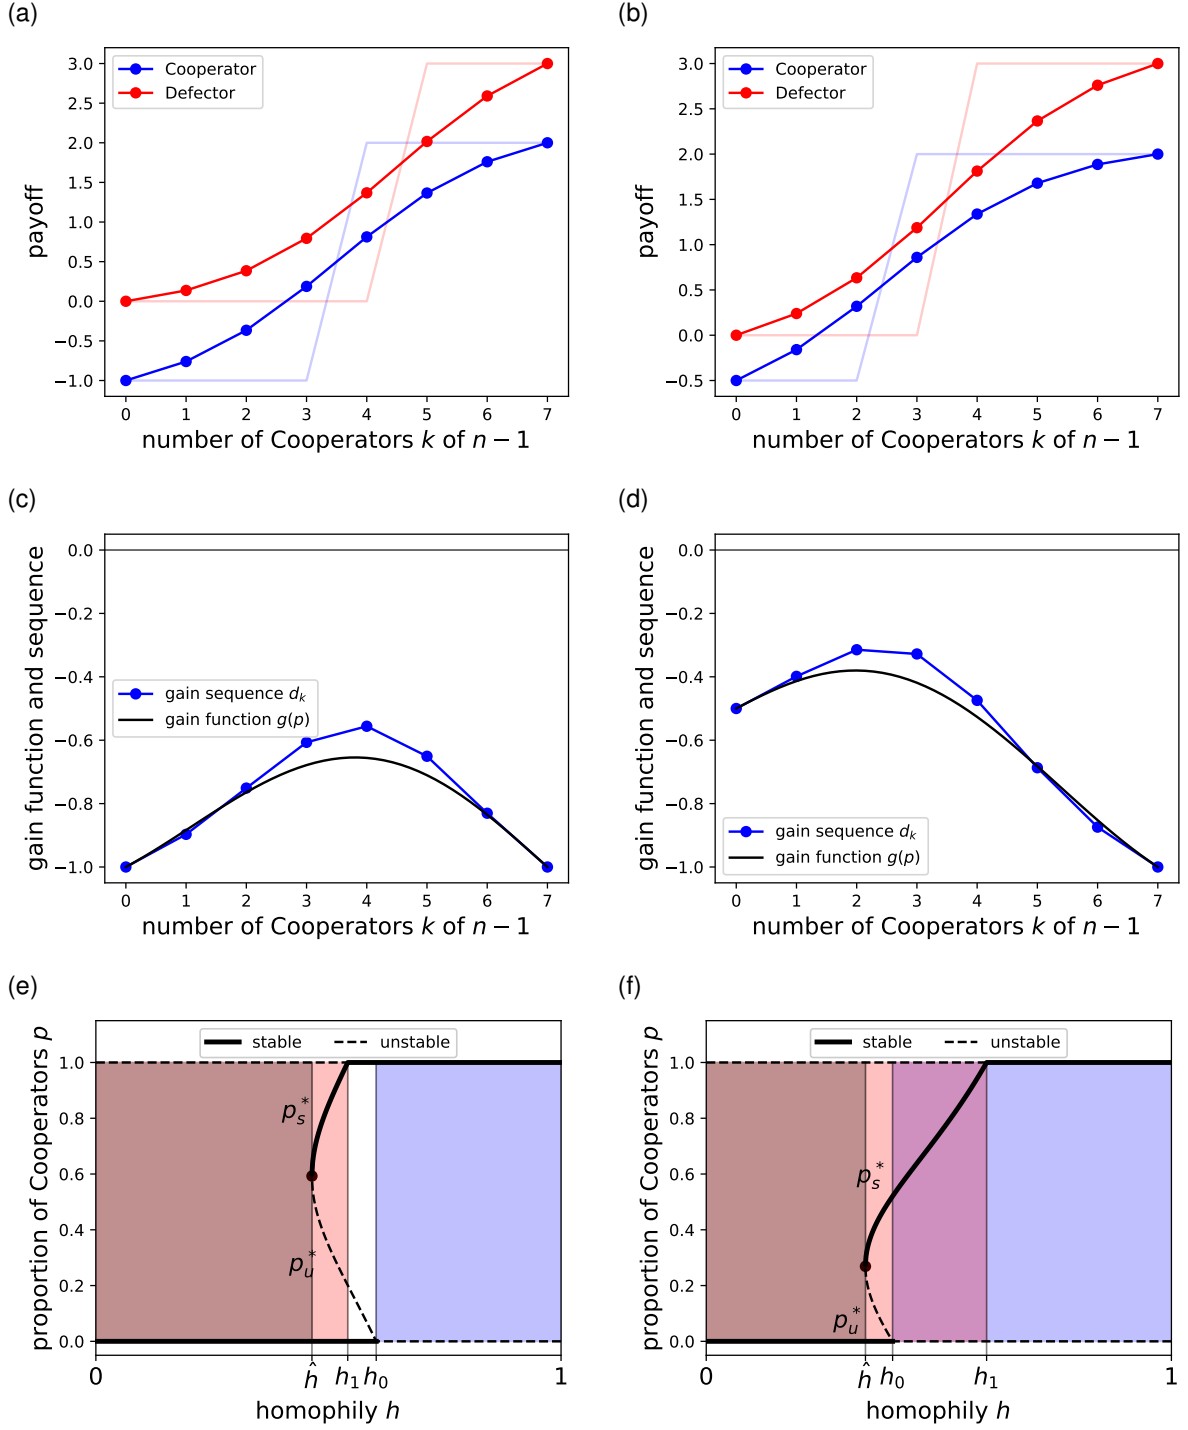 (a)
3.0
2.5
2.0
1.5
1.0
0.5
0.0
−0.5
−1.0
payoff
Cooperator
Defector
0 1 2 3 4 5 6 7
number of Cooperators k of n − 1
(b)
3.0
2.5
2.0
1.5
1.0
0.5
0.0
−0.5
payoff
Cooperator
Defector
0 1 2 3 4 5 6 7
number of Cooperators k of n − 1
(c)
0.0
−0.2
−0.4
−0.6
−0.8
−1.0
gain function and sequence
gain sequence d_k
gain function g(p)
0 1 2 3 4 5 6 7
number of Cooperators k of n − 1
(d)
0.0
−0.2
−0.4
−0.6
−0.8
−1.0
gain function and sequence
gain sequence d_k
gain function g(p)
0 1 2 3 4 5 6 7
number of Cooperators k of n − 1
(e)
stable unstable
1.0
0.8
0.6
0.4
0.2
0.0
proportion of Cooperators p
p_s^*
p_u^*
0 ĥ h_1 h_0 1
homophily h
(f)
stable unstable
1.0
0.8
0.6
0.4
0.2
0.0
proportion of Cooperators p
p_s^*
p_u^*
0 ĥ h_0 h_1 1
homophily h